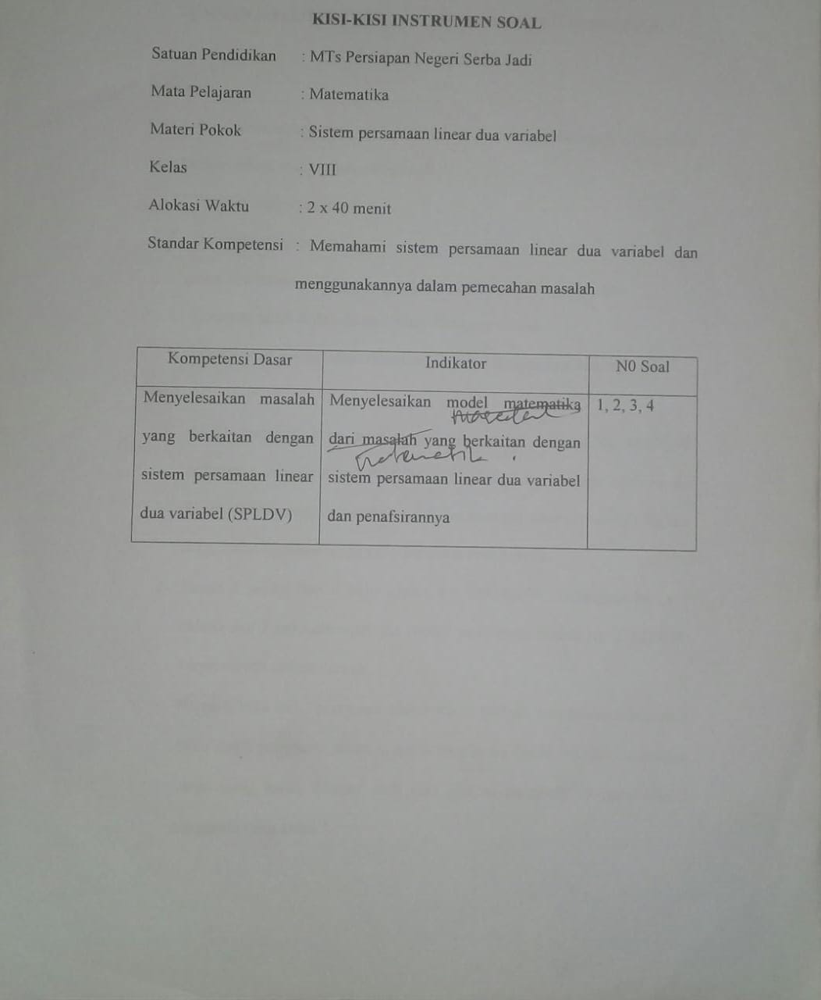 KISI-KISI INSTRUMEN SOAL
Satuan Pendidikan : MTs Persiapan Negeri Serba Jadi
Mata Pelajaran : Matematika
Materi Pokok : Sistem persamaan linear dua variabel
Kelas : VIII
Alokasi Waktu : 2 x 40 menit
Standar Kompetensi : Memahami sistem persamaan linear dua variabel dan
menggunakannya dalam pemecahan masalah
Kompetensi Dasar
Menyelesaikan masalah
yang berkaitan dengan
sistem persamaan linear
dua variabel (SPLDV)
Indikator
Menyelesaikan model matematika
dari masalah yang berkaitan dengan
sistem persamaan linear dua variabel
dan penafsirannya
N0 Soal
1, 2, 3, 4